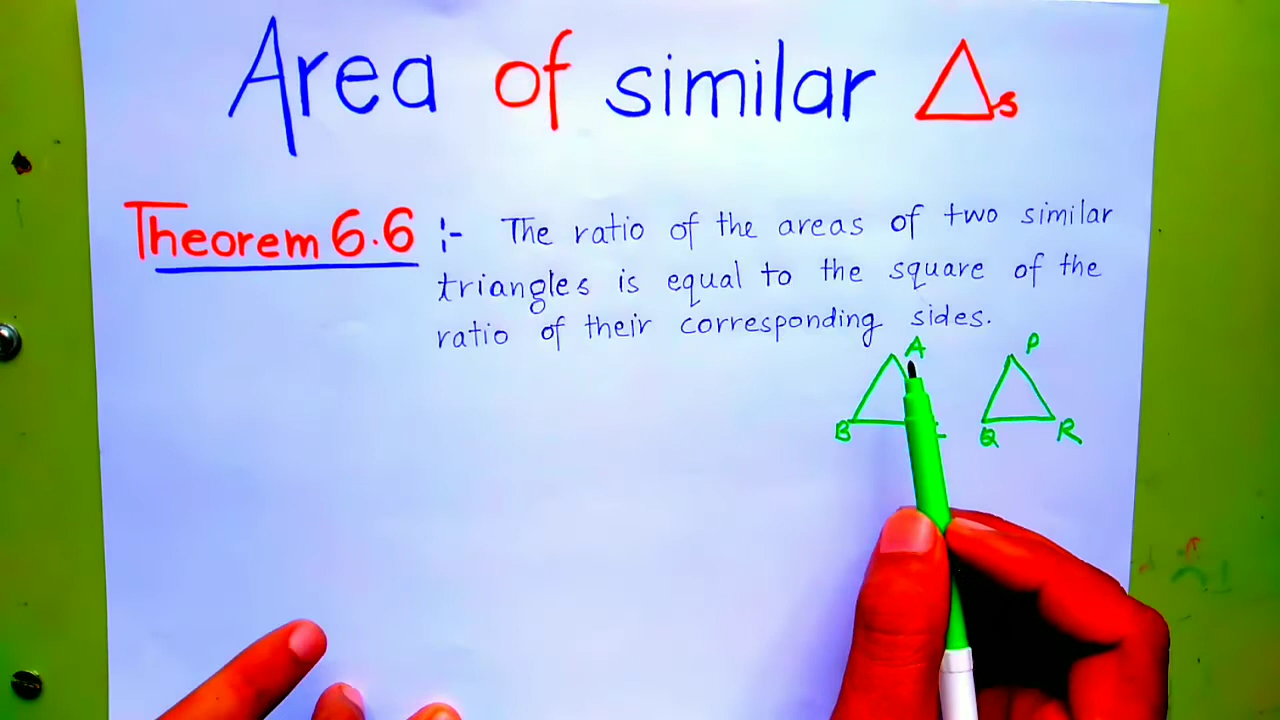 Area of similar △s
Theorem 6.6 :- The ratio of the areas of two similar
triangles is equal to the square of the
ratio of their corresponding sides.
A P
B Q R